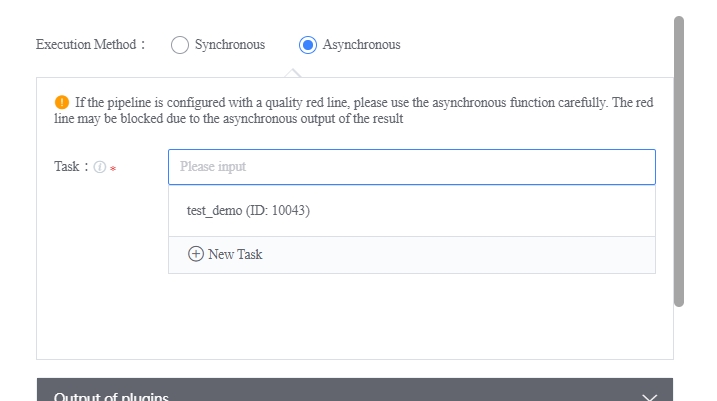 Execution Method：
Synchronous
Asynchronous
If the pipeline is configured with a quality red line, please use the asynchronous function carefully. The red
line may be blocked due to the asynchronous output of the result
Task：
*
Please input
test_demo (ID: 10043)
New Task
Output of plugins